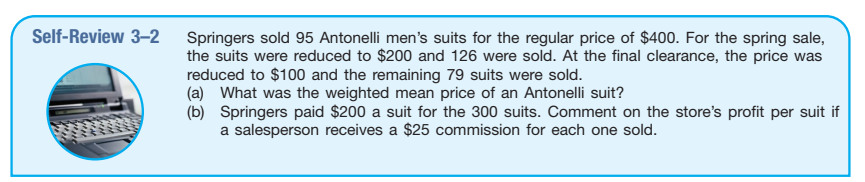 Self-Review 3–2
Springers sold 95 Antonelli men's suits for the regular price of $400. For the spring sale,
the suits were reduced to $200 and 126 were sold. At the final clearance, the price was
reduced to $100 and the remaining 79 suits were sold.
(a) What was the weighted mean price of an Antonelli suit?
(b) Springers paid $200 a suit for the 300 suits. Comment on the store's profit per suit if
a salesperson receives a $25 commission for each one sold.